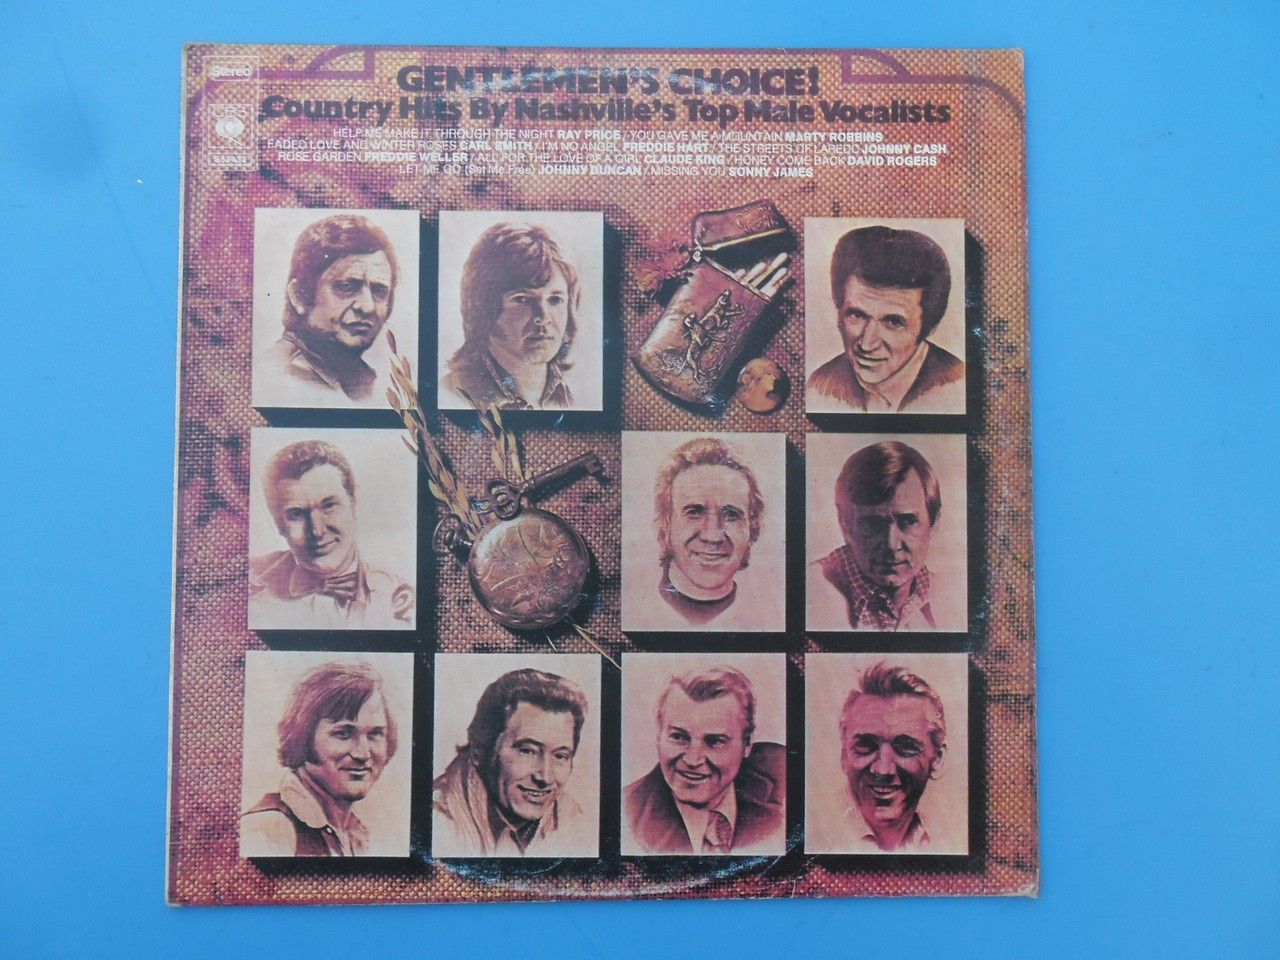 Stereo
CBS
GENTLEMEN'S CHOICE!
Country Hits By Nashville's Top Male Vocalists
HELP ME MAKE IT THROUGH THE NIGHT RAY PRICE / YOU GAVE ME A MOUNTAIN MARTY ROBBINS
FADED LOVE AND WINTER ROSES CARL SMITH / I'M NO ANGEL FREDDIE HART / THE STREETS OF LAREDO JOHNNY CASH
ROSE GARDEN FREDDIE WELLER / ALL FOR THE LOVE OF A GIRL CLAUDE KING / HONEY COME BACK DAVID ROGERS
LET ME GO (Set Me Free) JOHNNY DUNCAN / MISSING YOU SONNY JAMES